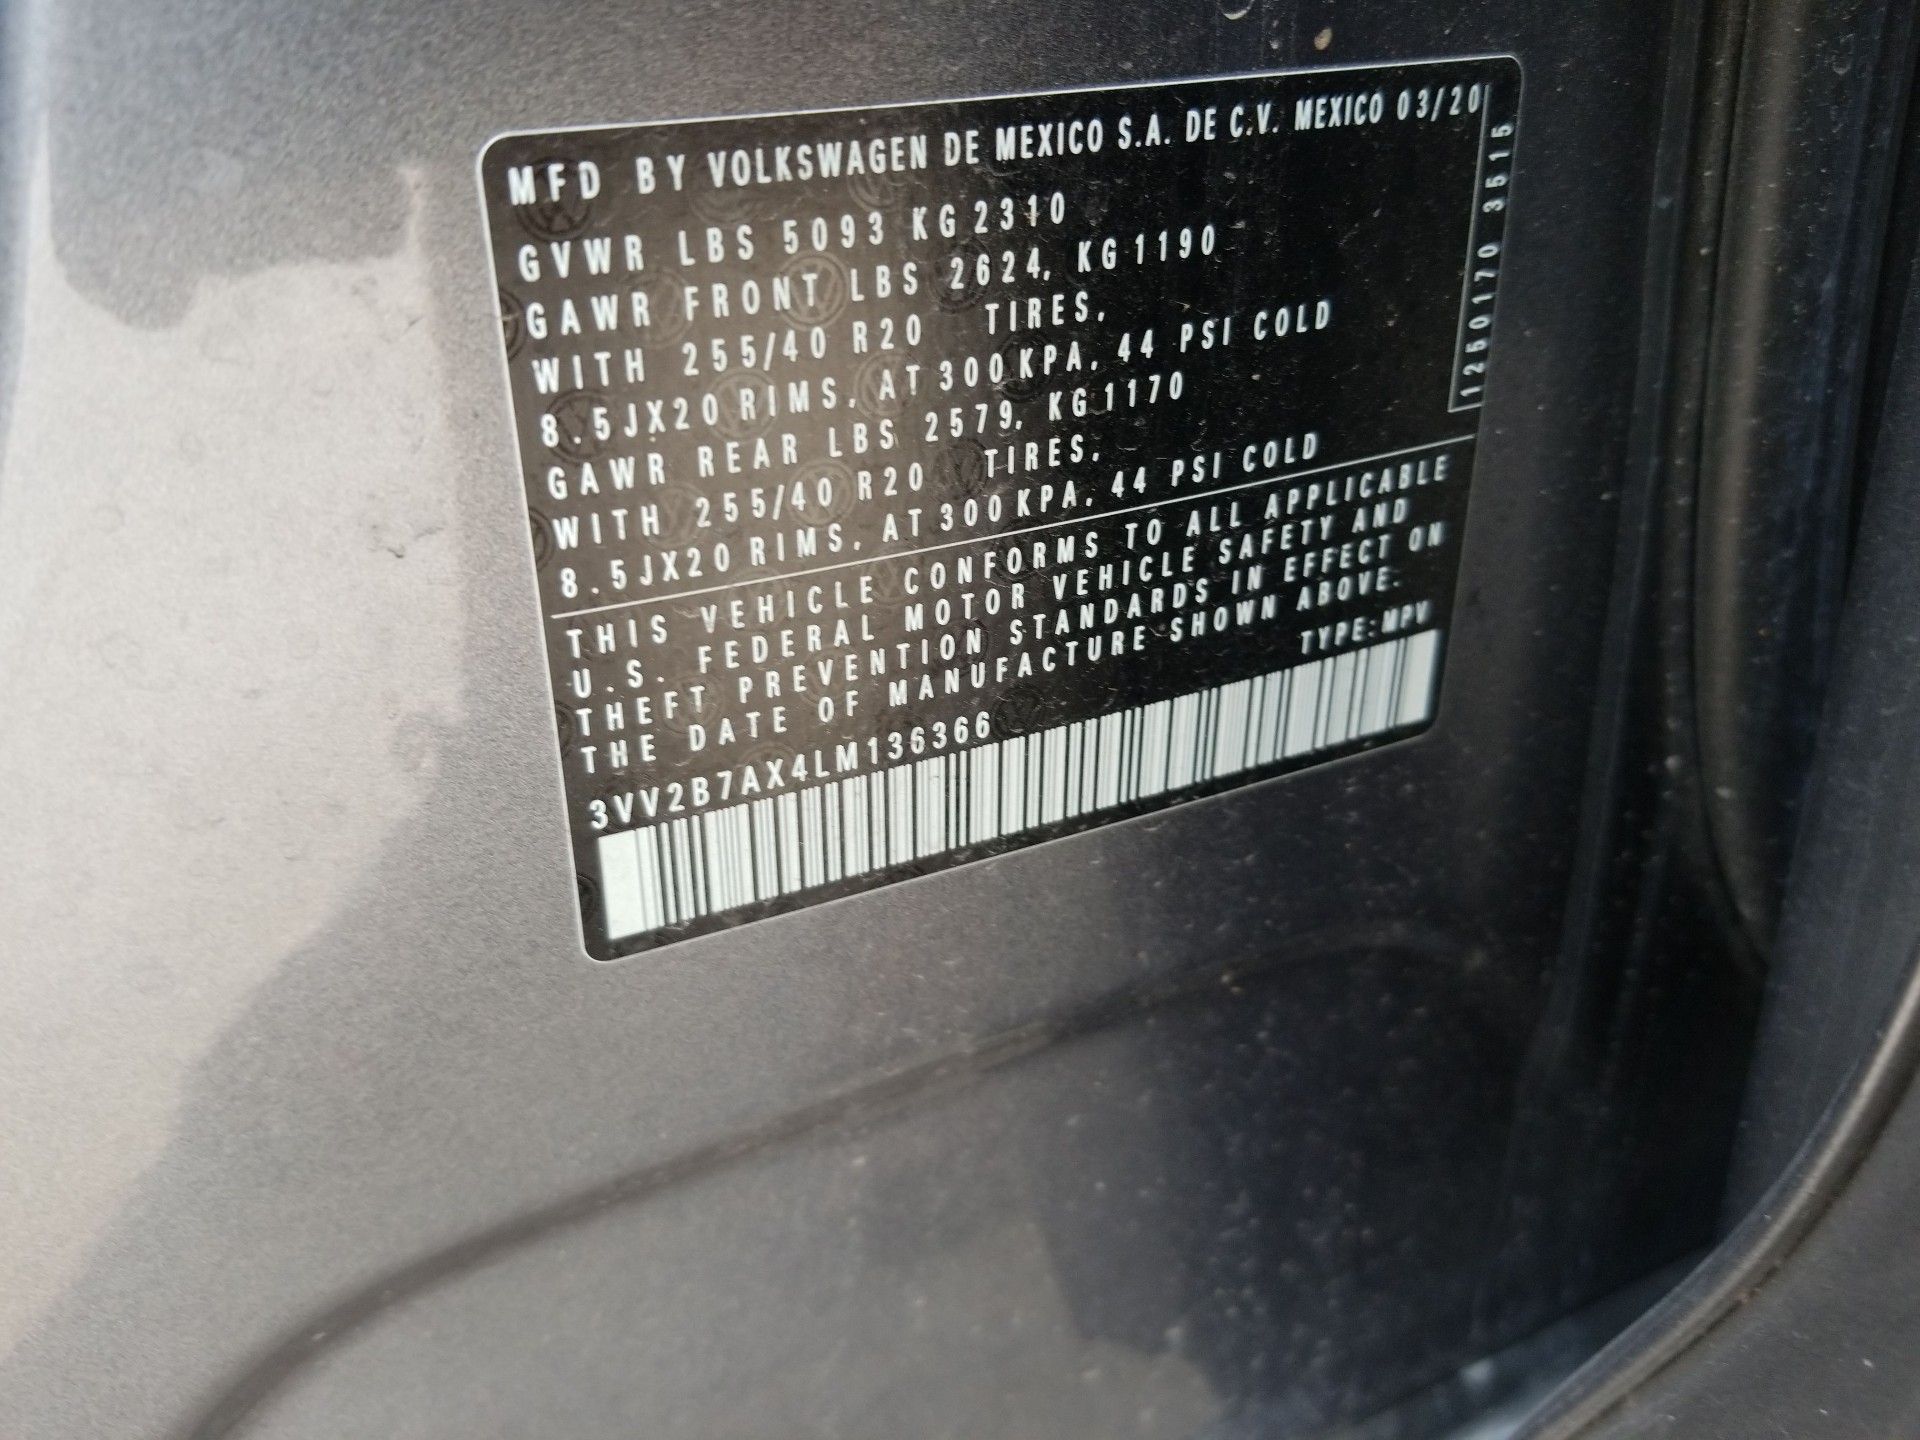 MFD BY VOLKSWAGEN DE MEXICO S.A. DE C.V. MEXICO 03/20
GVWR LBS 5093 KG 2310
GAWR FRONT LBS 2624, KG 1190
WITH 255/40 R20 TIRES,
8.5JX20 RIMS, AT 300 KPA, 44 PSI COLD
GAWR REAR LBS 2579, KG 1170
WITH 255/40 R20 TIRES,
8.5JX20 RIMS, AT 300 KPA, 44 PSI COLD
THIS VEHICLE CONFORMS TO ALL APPLICABLE
U.S. FEDERAL MOTOR VEHICLE SAFETY AND
THEFT PREVENTION STANDARDS IN EFFECT ON
THE DATE OF MANUFACTURE SHOWN ABOVE.
TYPE: MPV
3VV2B7AX4LM136366
1250170 3515